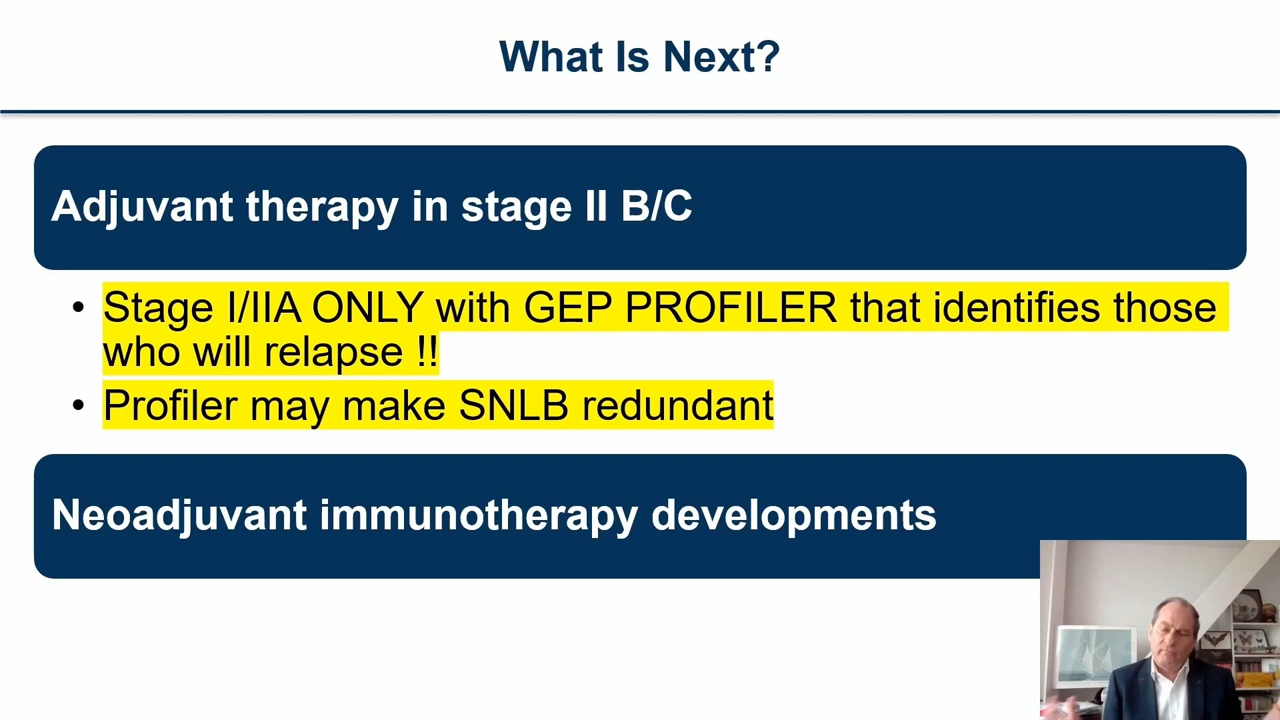 What Is Next?
Adjuvant therapy in stage II B/C
• Stage I/IIA ONLY with GEP PROFILER that identifies those
who will relapse !!
• Profiler may make SNLB redundant
Neoadjuvant immunotherapy developments